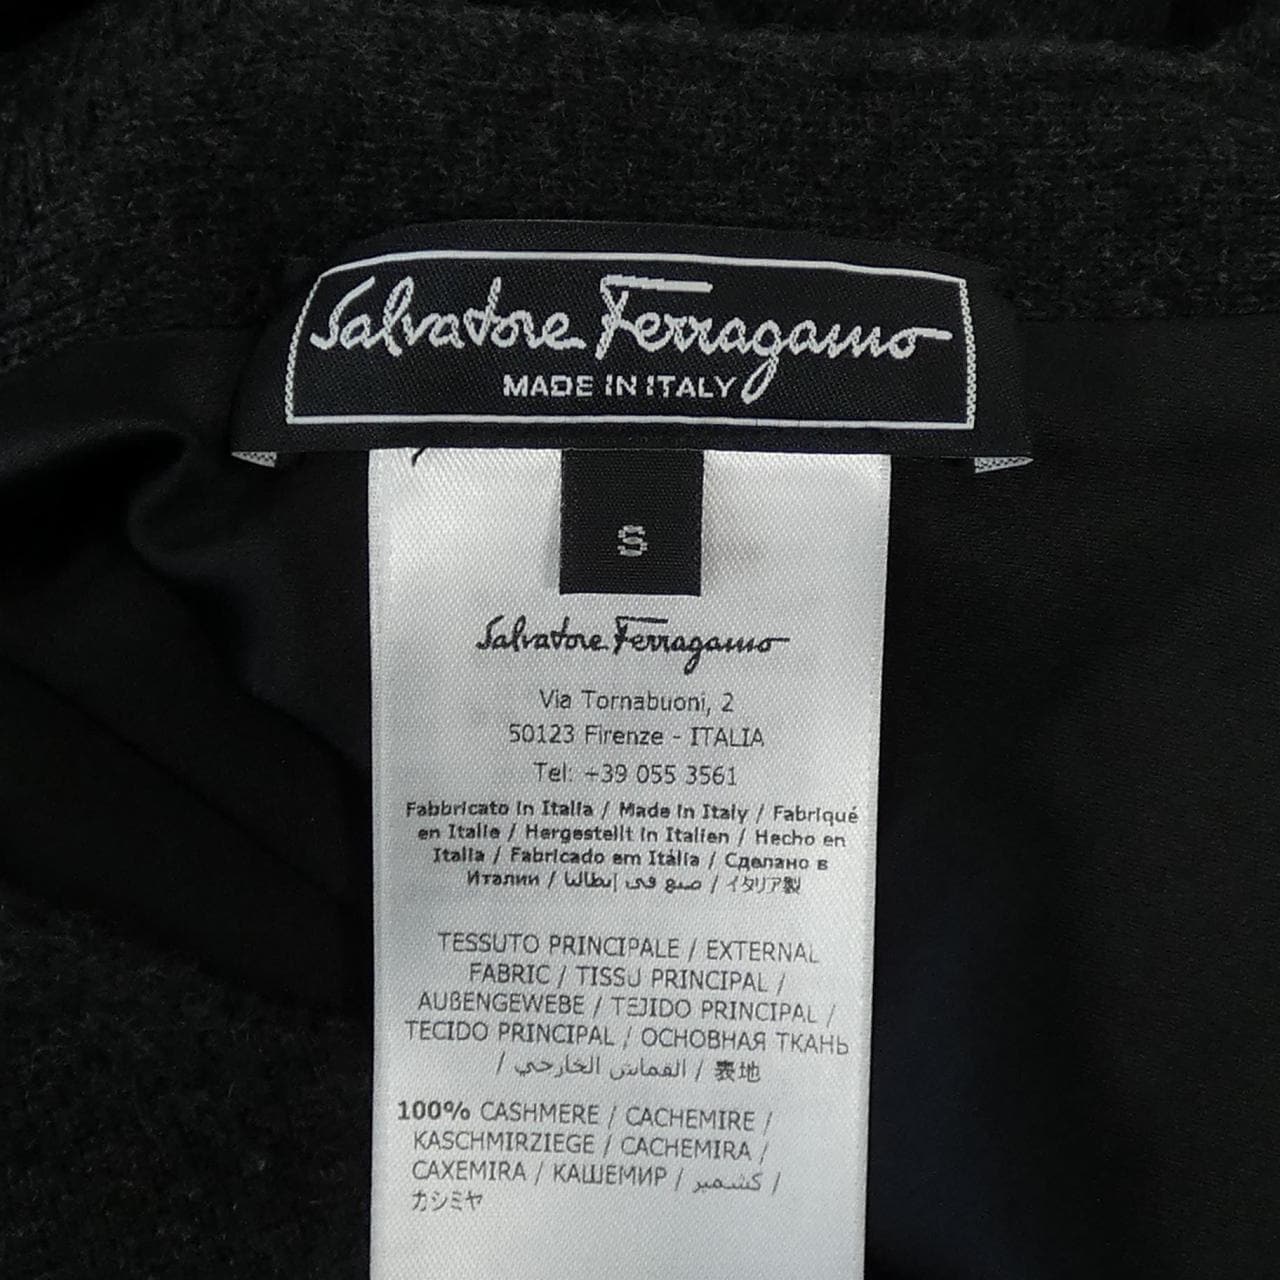 Salvatore Ferragamo
MADE IN ITALY
S
Salvatore Ferragamo
Via Tornabuoni, 2
50123 Firenze - ITALIA
Tel: +39 055 3561
Fabbricato in Italia / Made in Italy / Fabriqué
en Italie / Hergestellt in Italien / Hecho en
Italia / Fabricado em Itália / Сделано в
Италии / صنع في إيطاليا / イタリア製
TESSUTO PRINCIPALE / EXTERNAL
FABRIC / TISSU PRINCIPAL /
AUßENGEWEBE / TEJIDO PRINCIPAL /
TECIDO PRINCIPAL / ОСНОВНАЯ ТКАНЬ
/ القماش الخارجي / 表地
100% CASHMERE / CACHEMIRE /
KASCHMIRZIEGE / CACHEMIRA /
CAXEMIRA / КАШЕМИР / كشمير /
カシミヤ